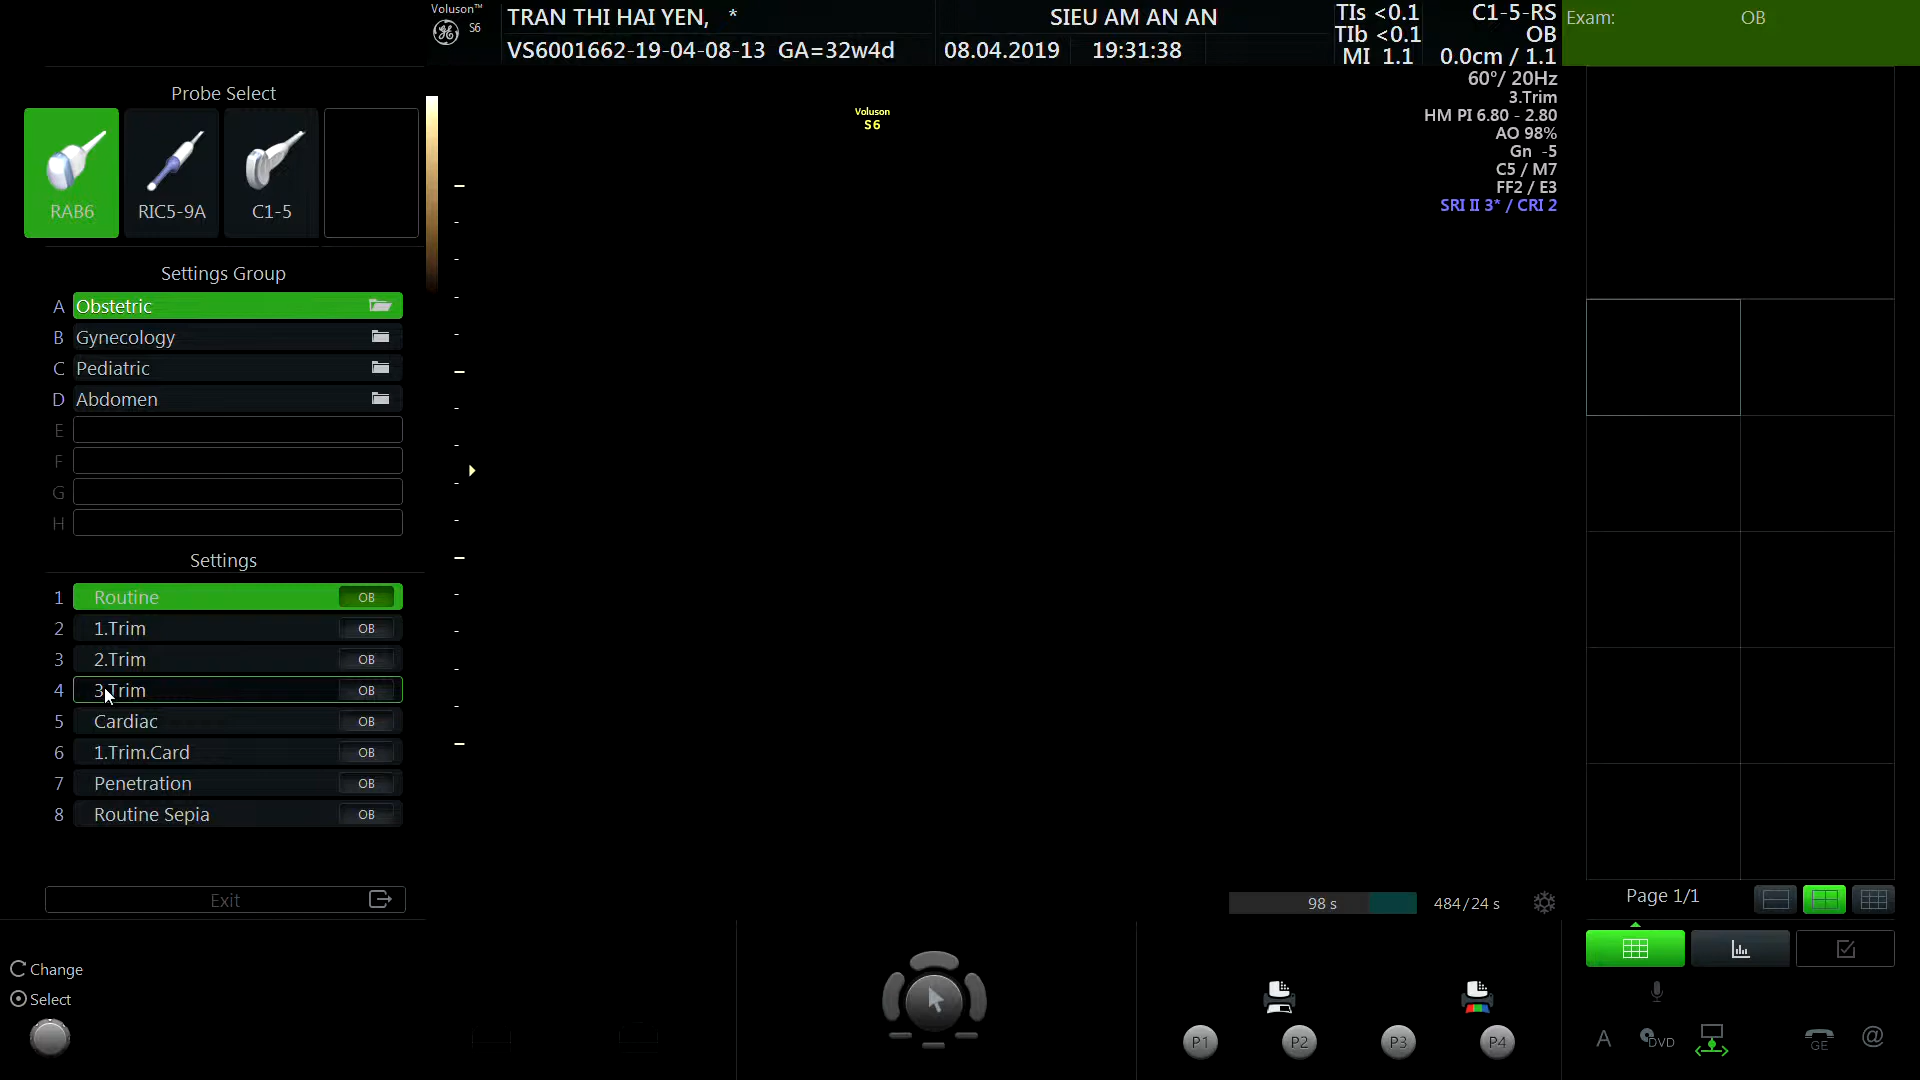 Voluson™
S6
TRAN THI HAI YEN, *
SIEU AM AN AN
VS6001662-19-04-08-13 GA=32w4d
08.04.2019 19:31:38
TIs <0.1
TIb <0.1
MI 1.1
C1-5-RS
OB
0.0cm / 1.1
60°/ 20Hz
3.Trim
HM PI 6.80 - 2.80
AO 98%
Gn -5
C5 / M7
FF2 / E3
SRI II 3* / CRI 2
Exam: OB
Voluson
S6
Probe Select
RAB6
RIC5-9A
C1-5
Settings Group
A Obstetric
B Gynecology
C Pediatric
D Abdomen
E
F
G
H
Settings
1 Routine OB
2 1.Trim OB
3 2.Trim OB
4 3.Trim OB
5 Cardiac OB
6 1.Trim.Card OB
7 Penetration OB
8 Routine Sepia OB
Exit
Change
Select
98 s
484/24 s
P1
P2
P3
P4
Page 1/1
A
DVD
GE
@